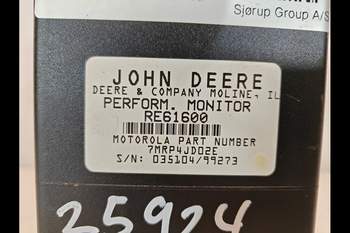 Sjørup Group A/S
JOHN DEERE
DEERE & COMPANY MOLINE, IL
PERFORM. MONITOR
RE61600
MOTOROLA PART NUMBER
7MRP4JD02E
S/N: 035104/99273
25924